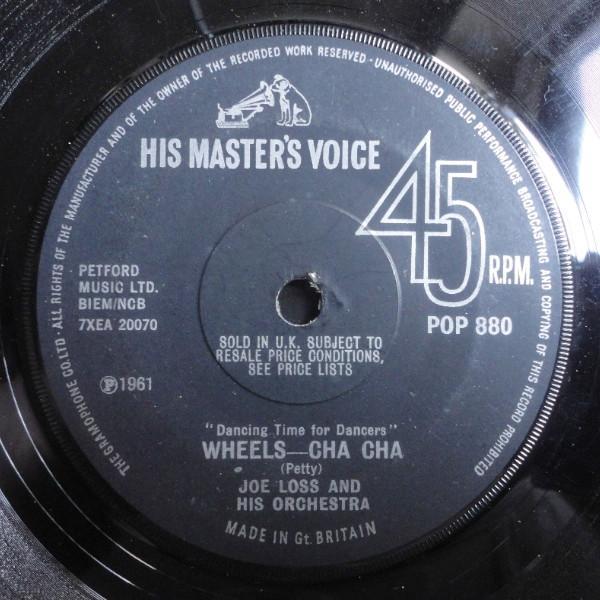 THE GRAMOPHONE CO. LTD. · ALL RIGHTS OF THE MANUFACTURER AND OF THE OWNER OF THE RECORDED WORK RESERVED · UNAUTHORISED PUBLIC PERFORMANCE BROADCASTING AND COPYING OF THIS RECORD PROHIBITED
HIS MASTER'S VOICE
45 R.P.M.
POP 880
PETFORD
MUSIC LTD.
BIEM/NCB
7XEA 20070
SOLD IN U.K. SUBJECT TO
RESALE PRICE CONDITIONS,
SEE PRICE LISTS
Ⓟ1961
"Dancing Time for Dancers"
WHEELS—CHA CHA
(Petty)
JOE LOSS AND
HIS ORCHESTRA
MADE IN Gt. BRITAIN